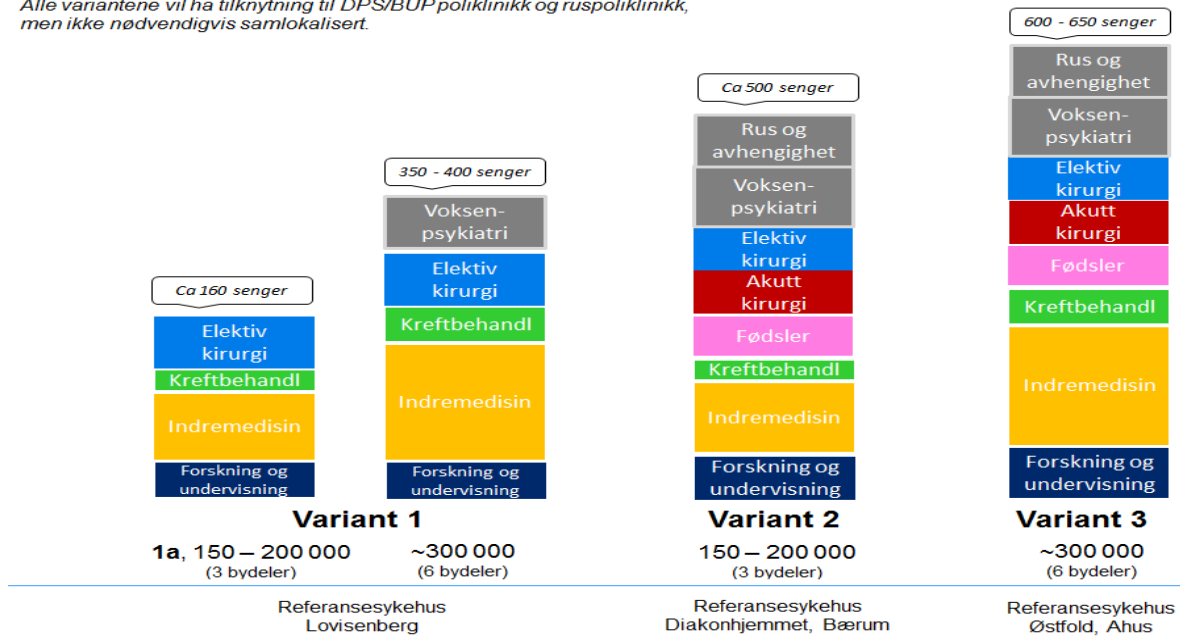 Alle variantene vil ha tilknytning til DPS/BUP poliklinikk og ruspoliklinikk,
men ikke nødvendigvis samlokalisert.
Ca 160 senger
Elektiv
kirurgi
Kreftbehandl
Indremedisin
Forskning og
undervisning
350 - 400 senger
Voksen-
psykiatri
Elektiv
kirurgi
Kreftbehandl
Indremedisin
Forskning og
undervisning
Variant 1
1a, 150 – 200 000
(3 bydeler)
~300 000
(6 bydeler)
Referansesykehus
Lovisenberg
Ca 500 senger
Rus og
avhengighet
Voksen-
psykiatri
Elektiv
kirurgi
Akutt
kirurgi
Fødsler
Kreftbehandl
Indremedisin
Forskning og
undervisning
Variant 2
150 – 200 000
(3 bydeler)
Referansesykehus
Diakonhjemmet, Bærum
600 - 650 senger
Rus og
avhengighet
Voksen-
psykiatri
Elektiv
kirurgi
Akutt
kirurgi
Fødsler
Kreftbehandl
Indremedisin
Forskning og
undervisning
Variant 3
~300 000
(6 bydeler)
Referansesykehus
Østfold, Ahus